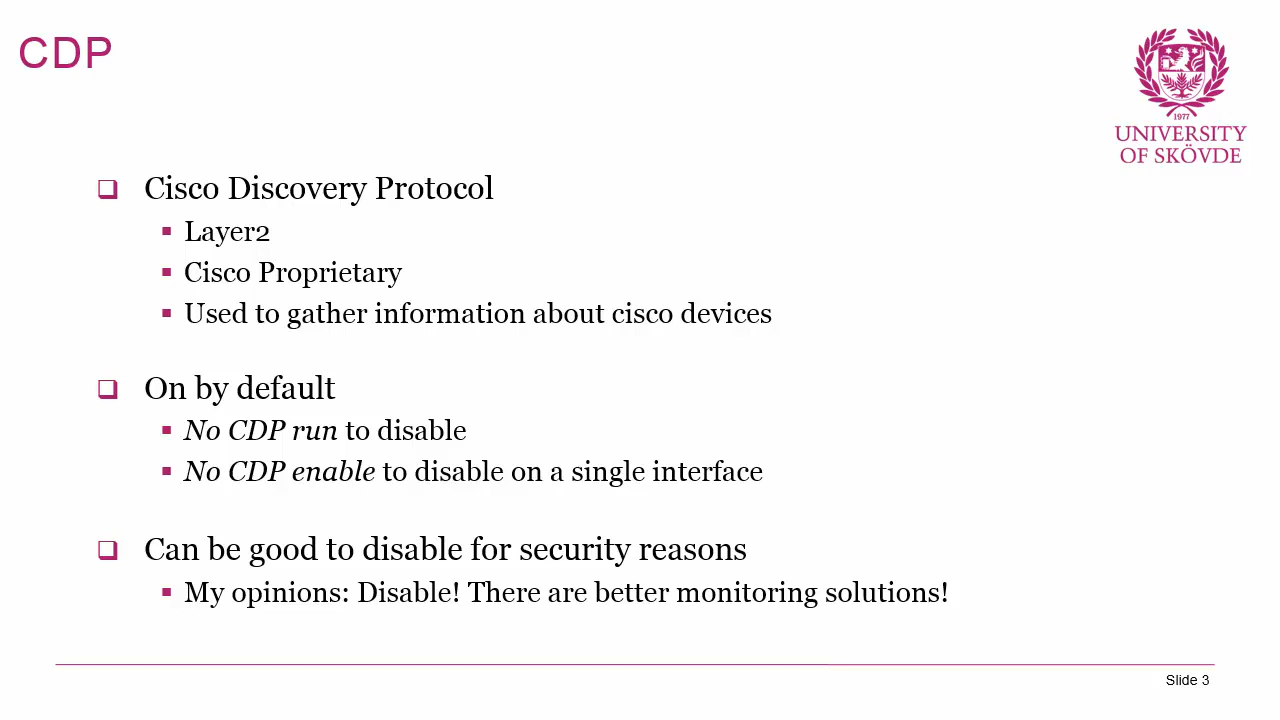 CDP
1977
UNIVERSITY
OF SKÖVDE
Cisco Discovery Protocol
Layer2
Cisco Proprietary
Used to gather information about cisco devices
On by default
No CDP run to disable
No CDP enable to disable on a single interface
Can be good to disable for security reasons
My opinions: Disable! There are better monitoring solutions!
Slide 3